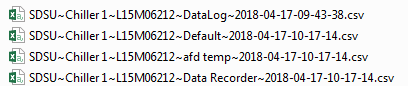 SDSU~Chiller 1~L15M06212~DataLog~2018-04-17-09-43-38.csv
SDSU~Chiller 1~L15M06212~Default~2018-04-17-10-17-14.csv
SDSU~Chiller 1~L15M06212~afd temp~2018-04-17-10-17-14.csv
SDSU~Chiller 1~L15M06212~Data Recorder~2018-04-17-10-17-14.csv